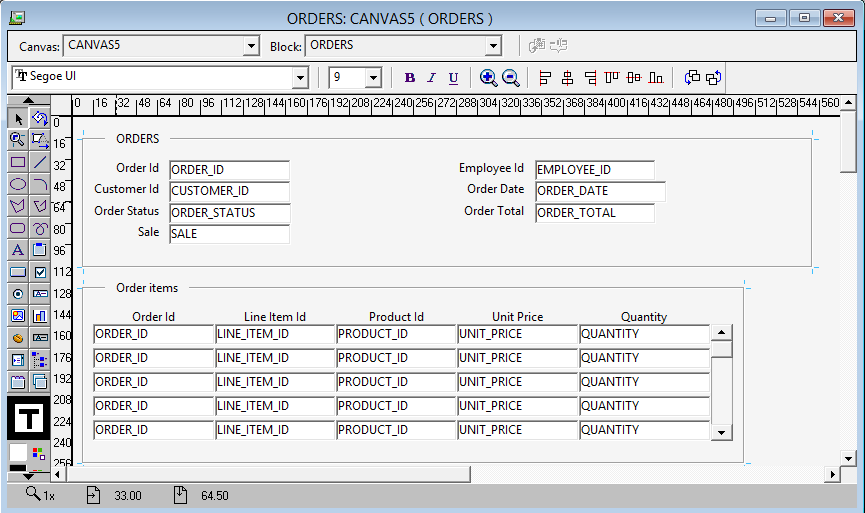 ORDERS: CANVAS5 ( ORDERS )
Canvas: CANVAS5 Block: ORDERS
Segoe UI 9 B I U
0 16 32 48 64 80 96 112 128 144 160 176 192 208 224 240 256 272 288 304 320 336 352 368 384 400 416 432 448 464 480 496 512 528 544 560
0
16
32
48
64
80
96
112
128
144
160
176
192
208
224
240
256
ORDERS
Order Id ORDER_ID Employee Id EMPLOYEE_ID
Customer Id CUSTOMER_ID Order Date ORDER_DATE
Order Status ORDER_STATUS Order Total ORDER_TOTAL
Sale SALE
Order items
Order Id Line Item Id Product Id Unit Price Quantity
ORDER_ID LINE_ITEM_ID PRODUCT_ID UNIT_PRICE QUANTITY
ORDER_ID LINE_ITEM_ID PRODUCT_ID UNIT_PRICE QUANTITY
ORDER_ID LINE_ITEM_ID PRODUCT_ID UNIT_PRICE QUANTITY
ORDER_ID LINE_ITEM_ID PRODUCT_ID UNIT_PRICE QUANTITY
ORDER_ID LINE_ITEM_ID PRODUCT_ID UNIT_PRICE QUANTITY
A
T
1x 33.00 64.50